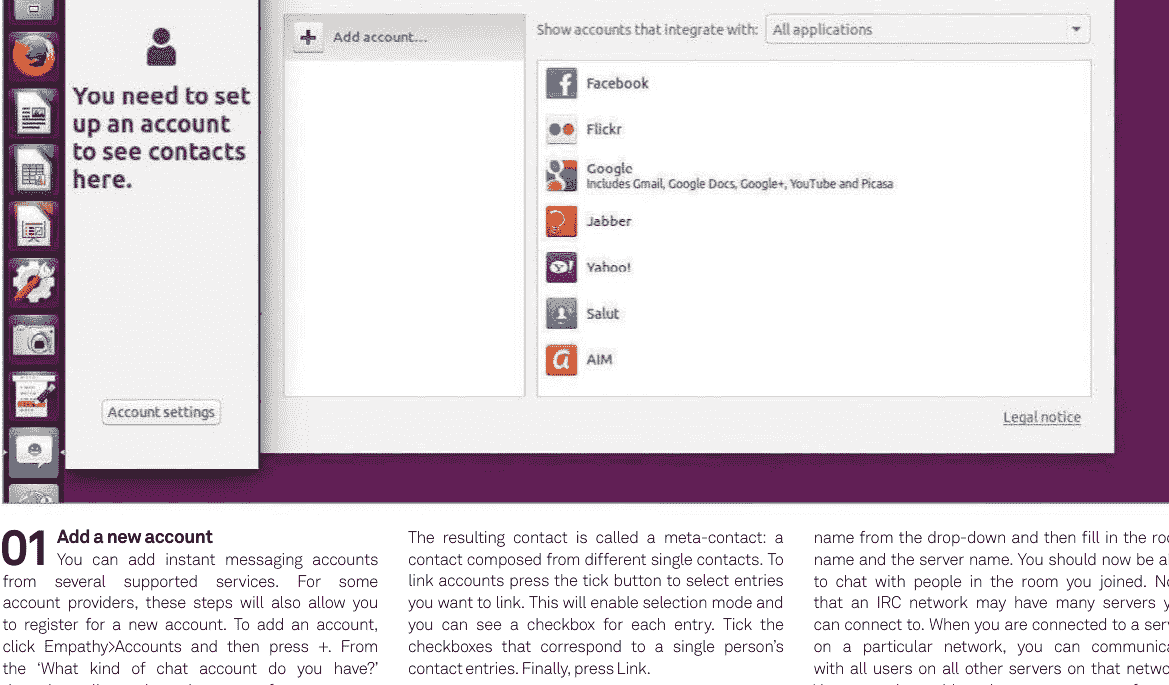 You need to set
up an account
to see contacts
here.
Account settings
Add account...
Show accounts that integrate with: All applications
Facebook
Flickr
Google
Includes Gmail, Google Docs, Google+, YouTube and Picasa
Jabber
Yahoo!
Salut
AIM
Legal notice
01 Add a new account
You can add instant messaging accounts
from several supported services. For some
account providers, these steps will also allow you
to register for a new account. To add an account,
click Empathy>Accounts and then press +. From
the ‘What kind of chat account do you have?’
The resulting contact is called a meta-contact: a
contact composed from different single contacts. To
link accounts press the tick button to select entries
you want to link. This will enable selection mode and
you can see a checkbox for each entry. Tick the
checkboxes that correspond to a single person’s
contact entries. Finally, press Link.
name from the drop-down and then fill in the
name and the server name. You should now be
to chat with people in the room you joined.
that an IRC network may have many servers
can connect to. When you are connected to a
on a particular network, you can
with all users on all other servers on that